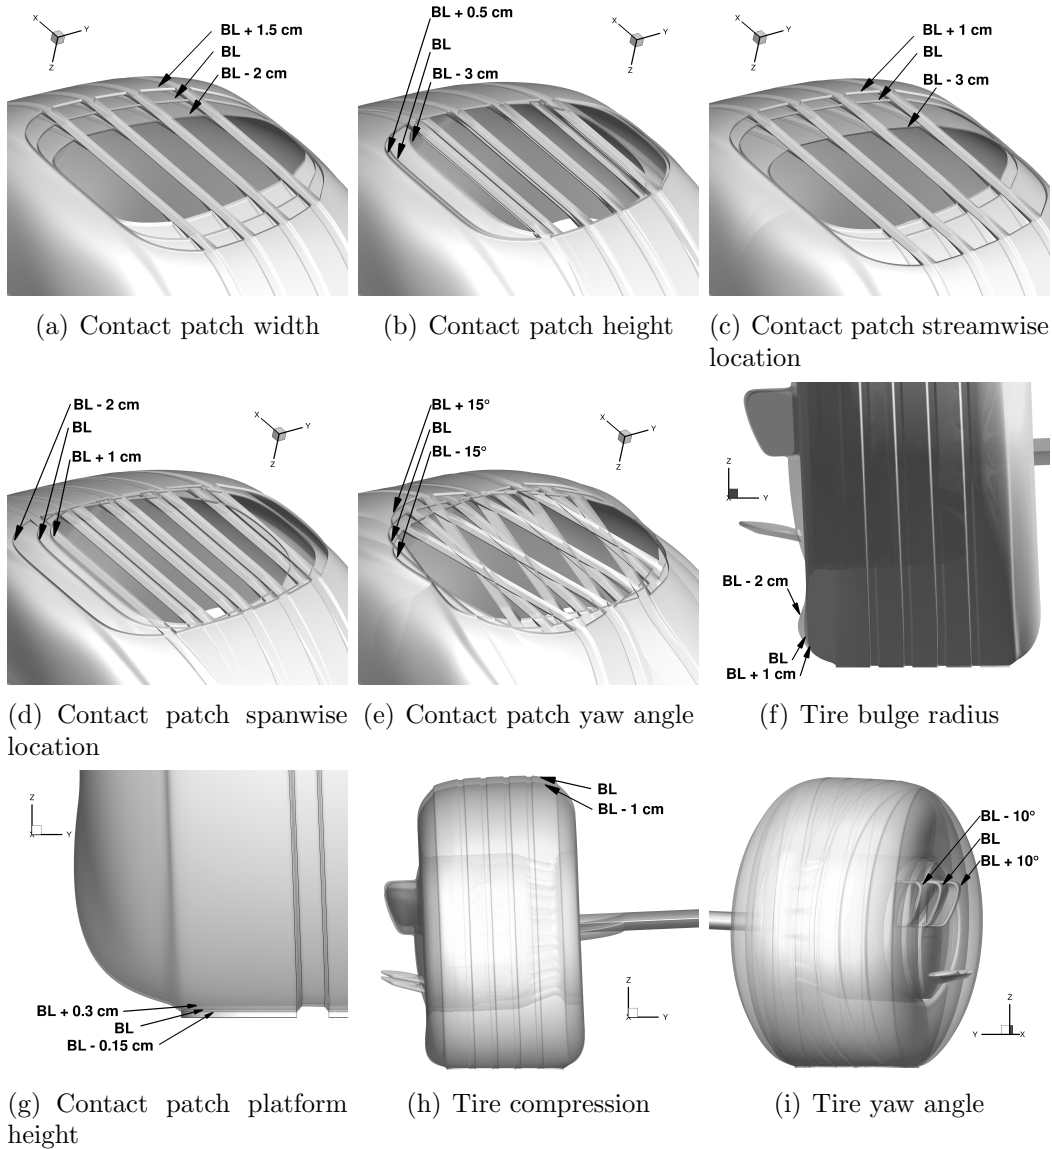 BL + 1.5 cm
BL
BL - 2 cm
X
Y
Z
(a) Contact patch width
BL + 0.5 cm
BL
BL - 3 cm
X
Y
Z
(b) Contact patch height
BL + 1 cm
BL
BL - 3 cm
X
Y
Z
(c) Contact patch streamwise
location
BL - 2 cm
BL
BL + 1 cm
X
Y
Z
(d) Contact patch spanwise
location
BL + 15°
BL
BL - 15°
X
Y
Z
(e) Contact patch yaw angle
Z
X
Y
BL - 2 cm
BL
BL + 1 cm
(f) Tire bulge radius
Z
X
Y
BL + 0.3 cm
BL
BL - 0.15 cm
(g) Contact patch platform
height
BL
BL - 1 cm
Z
X
Y
(h) Tire compression
BL - 10°
BL
BL + 10°
Z
Y
X
(i) Tire yaw angle